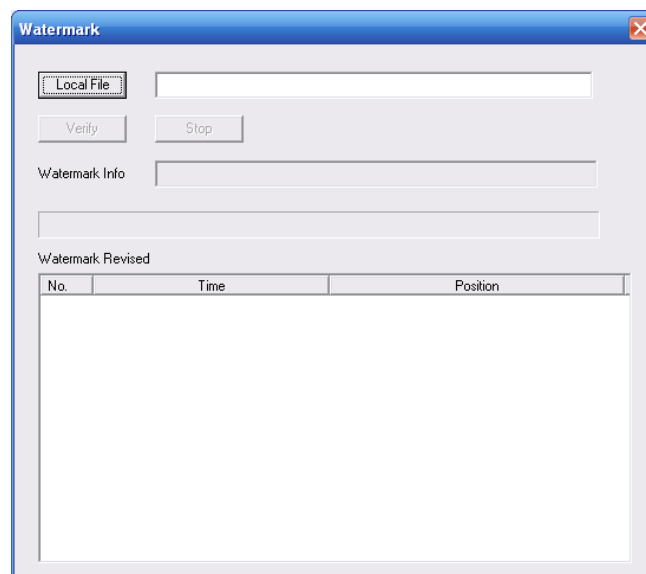 Watermark
Local File
Verify Stop
Watermark Info
Watermark Revised
No. Time Position